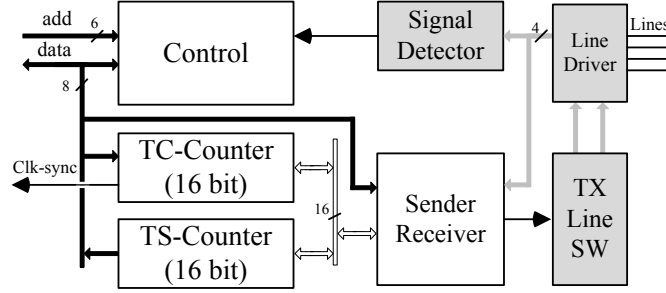 add
6
data
8
Control
Signal
Detector
4
Line
Driver
Lines
Clk-sync
TC-Counter
(16 bit)
TS-Counter
(16 bit)
16
Sender
Receiver
TX
Line
SW